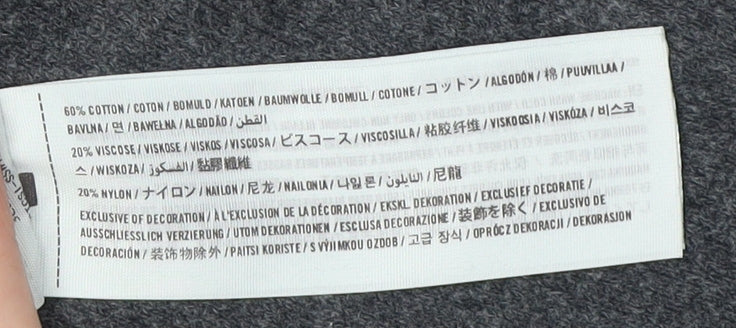 60% COTTON / COTON / BOMULD / KATOEN / BAUMWOLLE / BOMULL / COTONE / コットン / ALGODÓN / 棉 / PUUVILLAA /
BAVLNA / 면 / BAWEŁNA / ALGODÃO / القطن /
20% VISCOSE / VISKOSE / VISKOS / VISCOSA / ビスコース / VISCOSILLA / 粘胶纤维 / VISKOOSIA / VISKÓZA / 비스코
스 / WISKOZA / الفسكوز / 黏膠纖維
20% NYLON / ナイロン / NAILON / 尼龙 / NAILONIA / 나일론 / النايلون / 尼龍
EXCLUSIVE OF DECORATION / À L'EXCLUSION DE LA DÉCORATION / EKSKL. DEKORATION / EXCLUSIEF DECORATIE /
AUSSCHLIESSLICH VERZIERUNG / UTOM DEKORATIONEN / ESCLUSA DECORAZIONE / 装飾を除く / EXCLUSIVO DE
DECORACIÓN / 装饰物除外 / PAITSI KORISTE / S VÝJIMKOU OZDOB / 고급 장식 / OPRÓCZ DEKORACJI / DEKORASJON